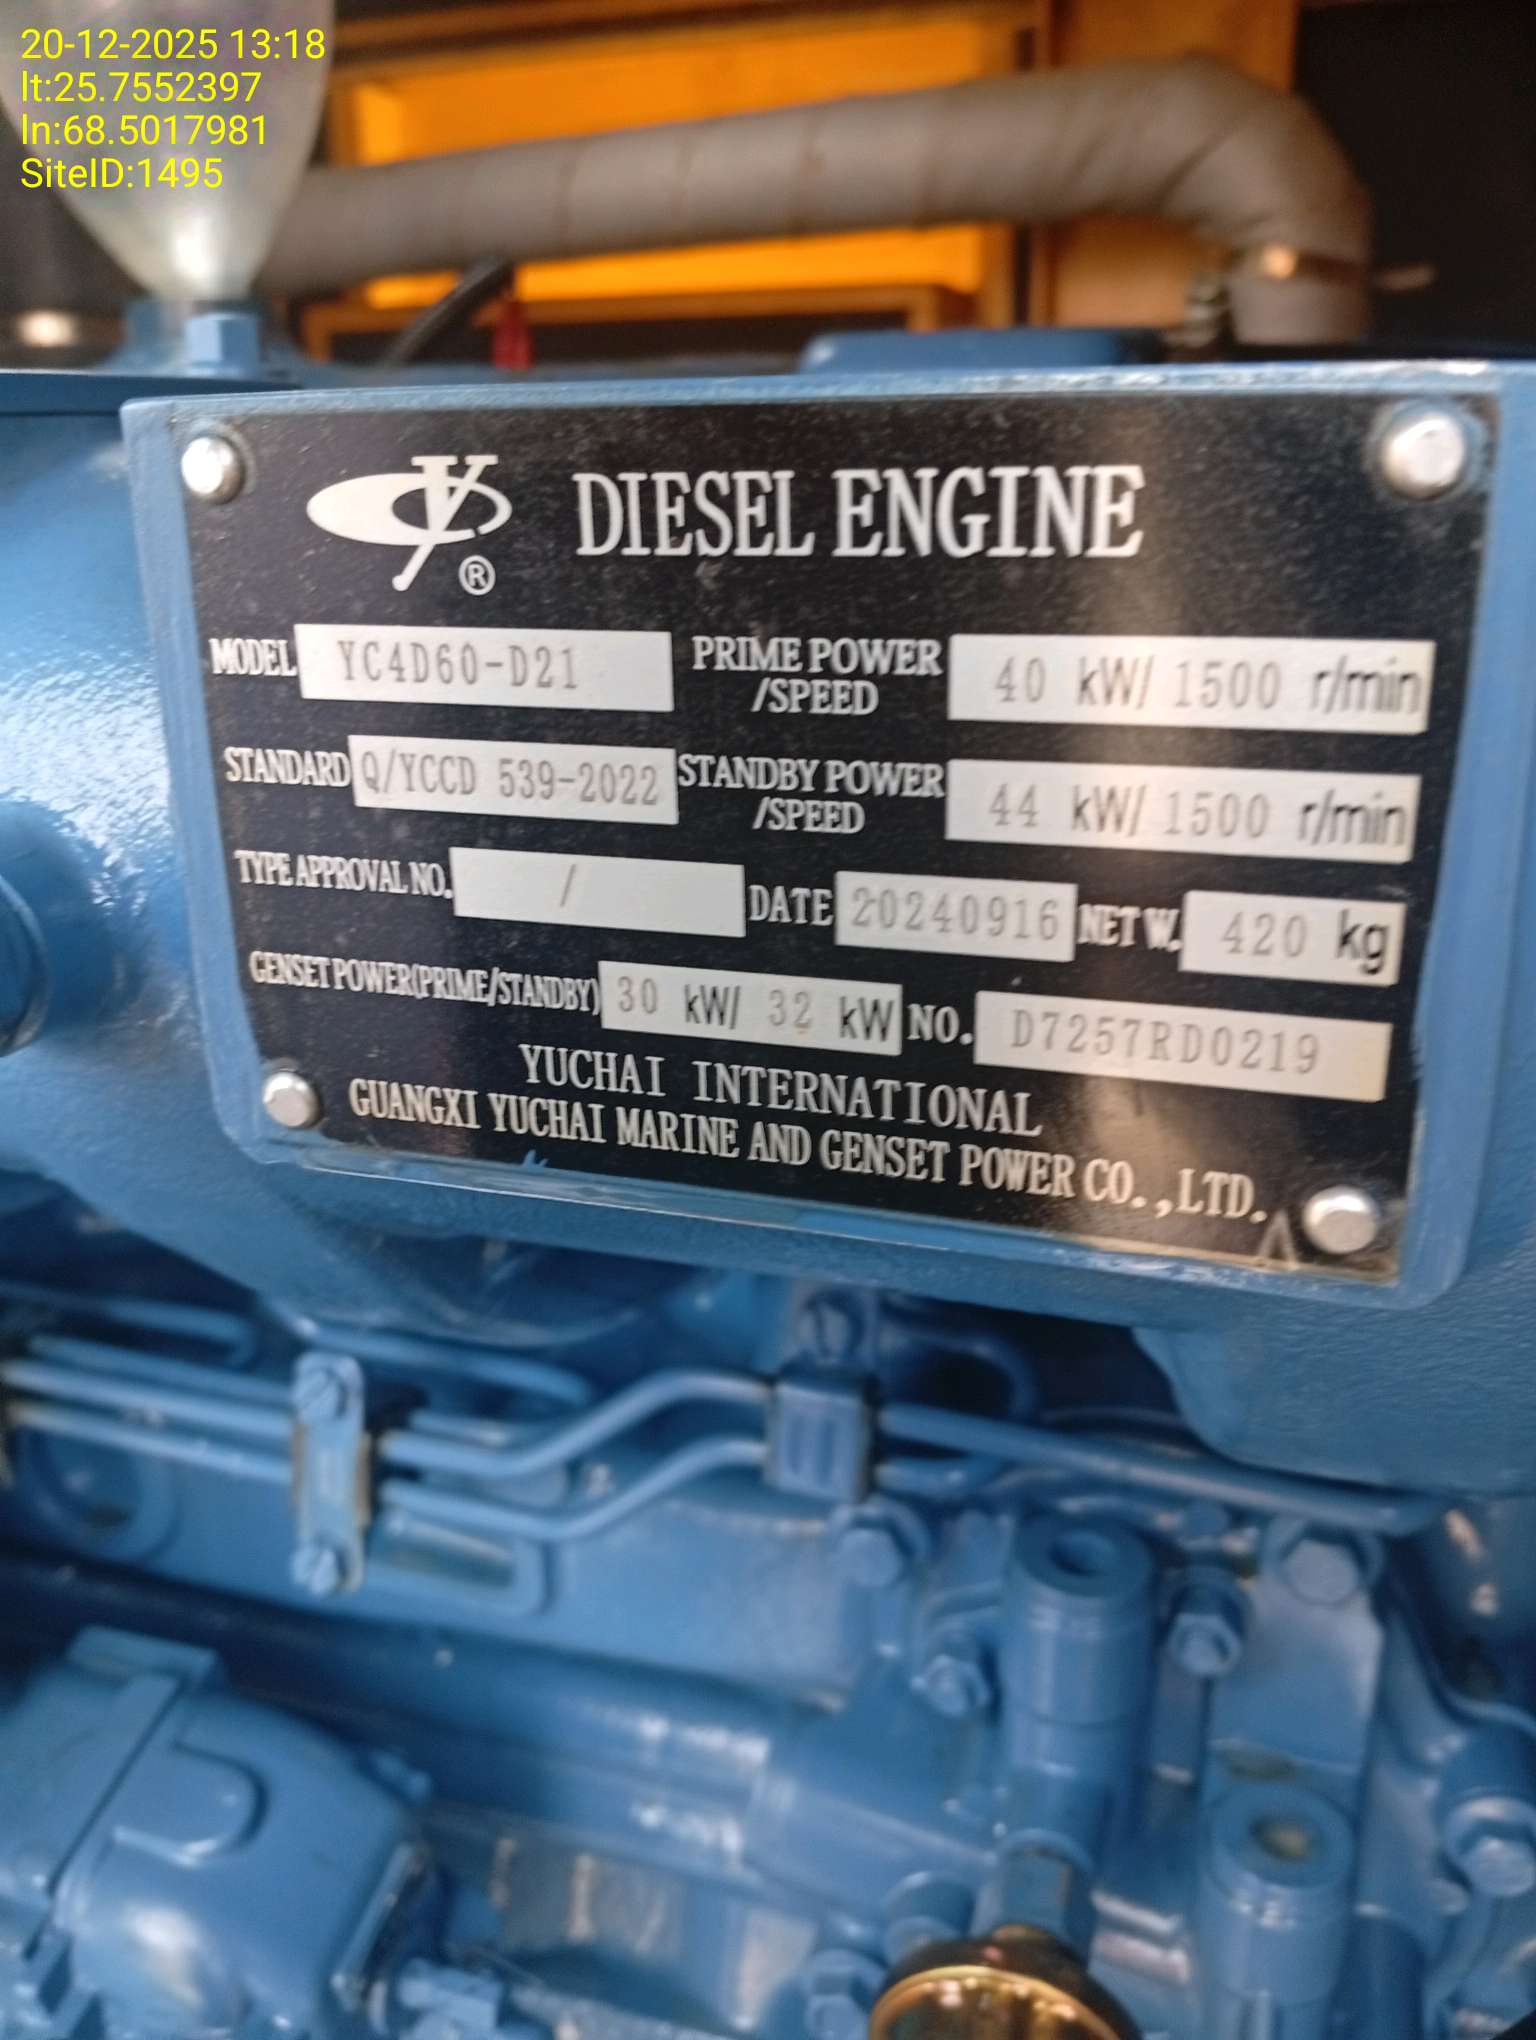 20-12-2025 13:18
lt:25.7552397
ln:68.5017981
SiteID:1495
YC ® DIESEL ENGINE
MODEL YC4D60-D21 PRIME POWER /SPEED 40 kW/ 1500 r/min
STANDARD Q/YCCD 539-2022 STANDBY POWER /SPEED 44 kW/ 1500 r/min
TYPE APPROVAL NO. / DATE 20240916 NET W. 420 kg
GENSET POWER(PRIME/STANDBY) 30 kW/ 32 kW NO. D7257RD0219
YUCHAI INTERNATIONAL
GUANGXI YUCHAI MARINE AND GENSET POWER CO.,LTD.